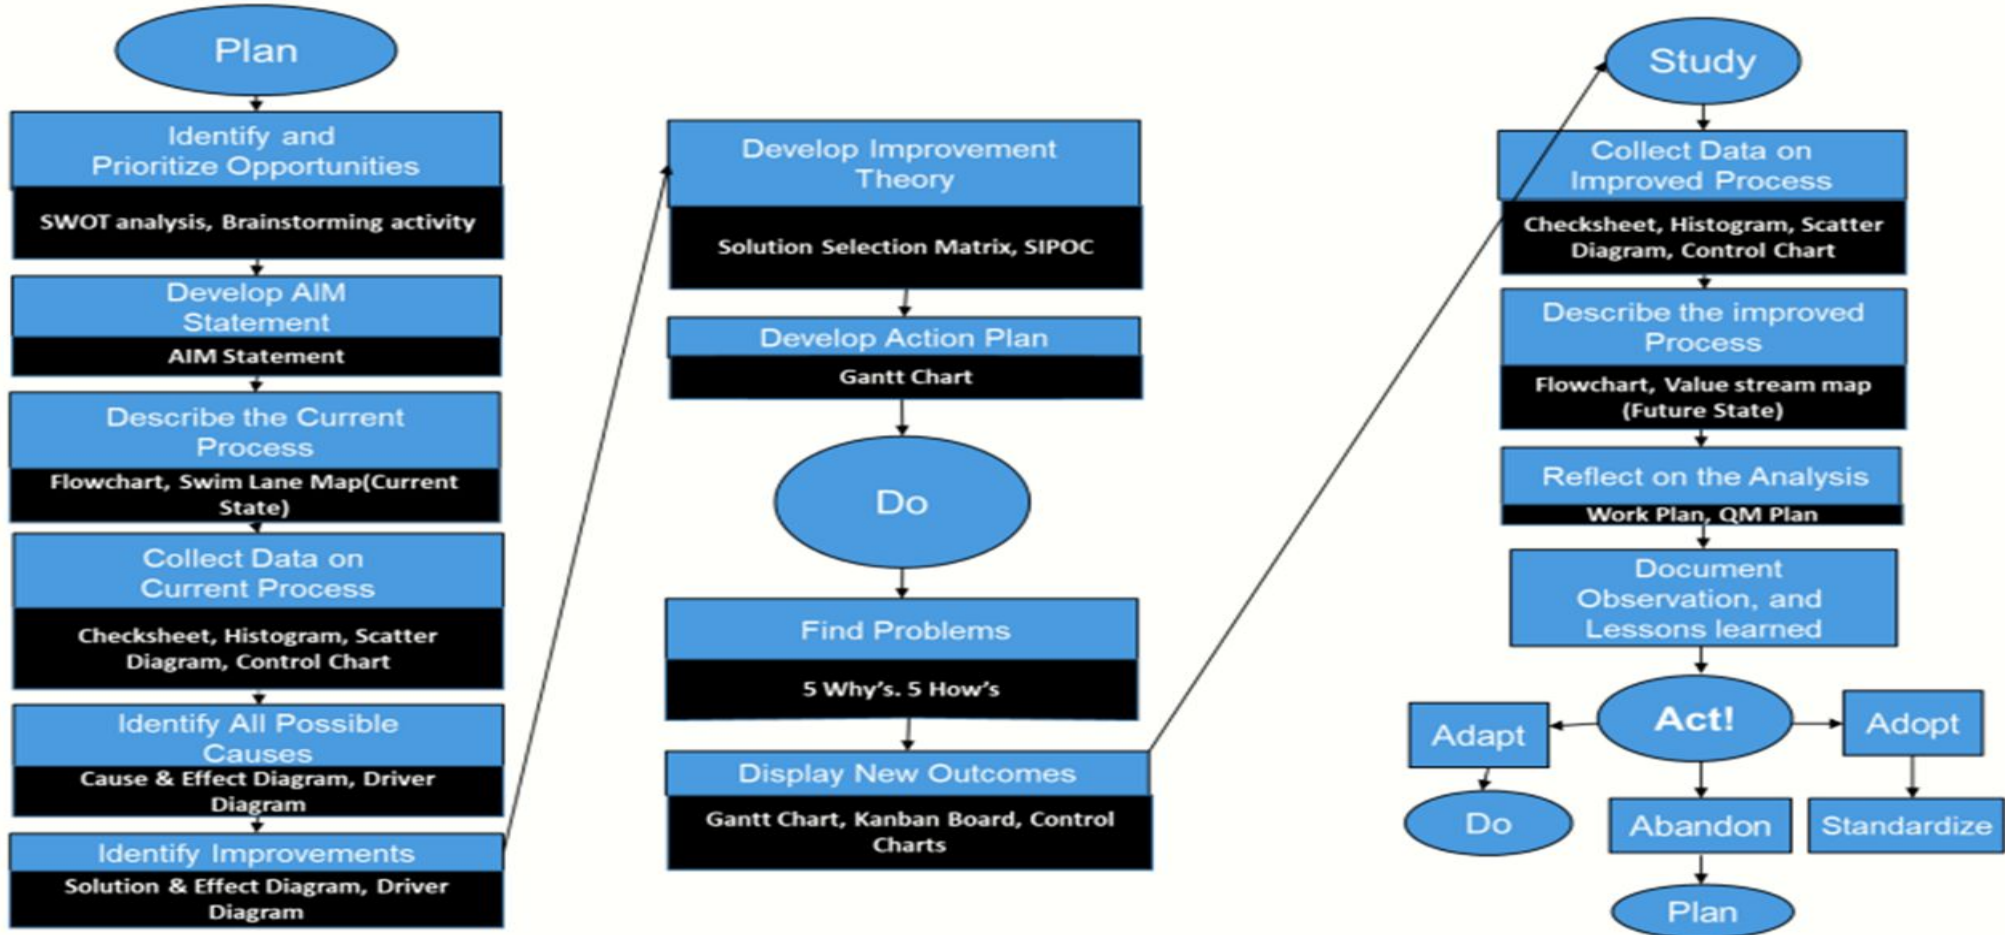 Plan
Identify and
Prioritize Opportunities
SWOT analysis, Brainstorming activity
Develop AIM
Statement
AIM Statement
Describe the Current
Process
Flowchart, Swim Lane Map(Current
State)
Collect Data on
Current Process
Checksheet, Histogram, Scatter
Diagram, Control Chart
Identify All Possible
Causes
Cause & Effect Diagram, Driver
Diagram
Identify Improvements
Solution & Effect Diagram, Driver
Diagram
Develop Improvement
Theory
Solution Selection Matrix, SIPOC
Develop Action Plan
Gantt Chart
Do
Find Problems
5 Why's. 5 How's
Display New Outcomes
Gantt Chart, Kanban Board, Control
Charts
Study
Collect Data on
Improved Process
Checksheet, Histogram, Scatter
Diagram, Control Chart
Describe the improved
Process
Flowchart, Value stream map
(Future State)
Reflect on the Analysis
Work Plan, QM Plan
Document
Observation, and
Lessons learned
Act!
Adapt
Adopt
Do
Abandon
Standardize
Plan